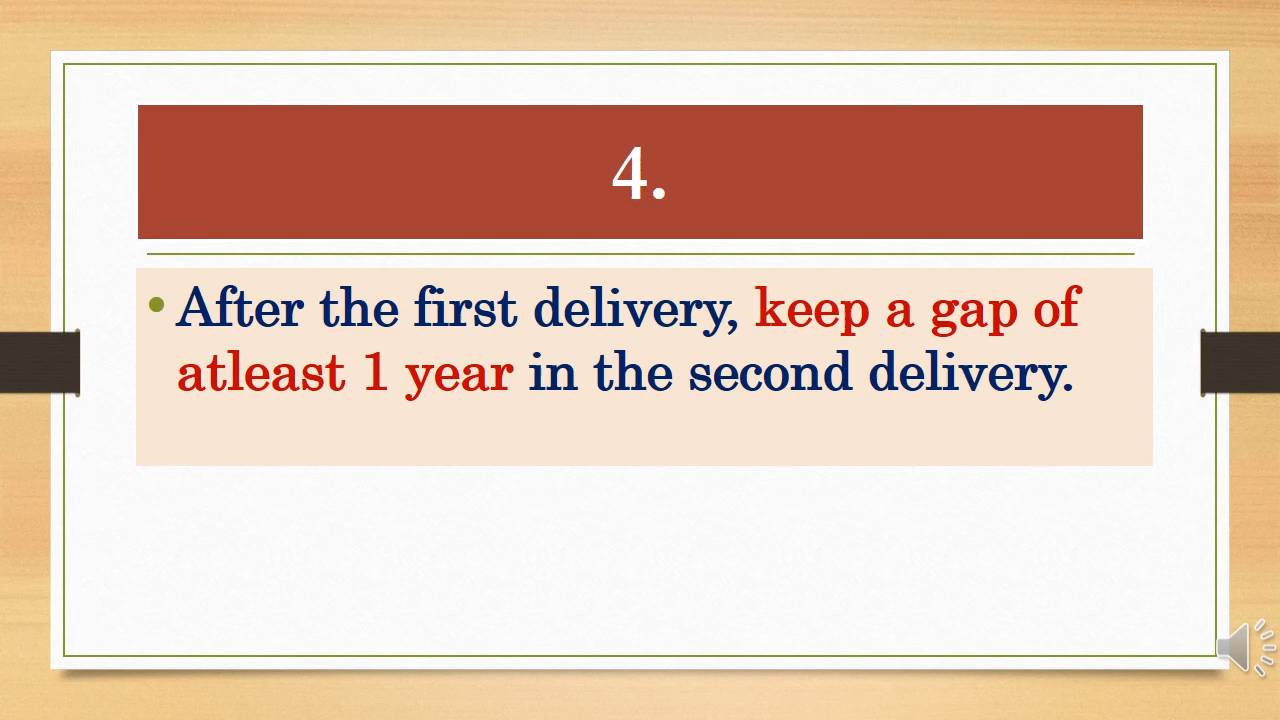 4.
• After the first delivery, keep a gap of
atleast 1 year in the second delivery.